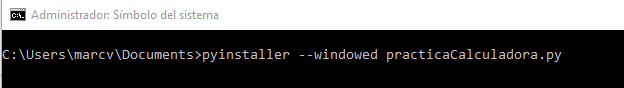 Administrador: Símbolo del sistema
C:\Users\marcv\Documents>pyinstaller --windowed practicaCalculadora.py